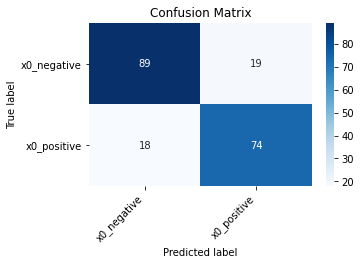 Confusion Matrix
True label
x0_negative
x0_positive
89
19
18
74
x0_negative
x0_positive
Predicted label
80
70
60
50
40
30
20